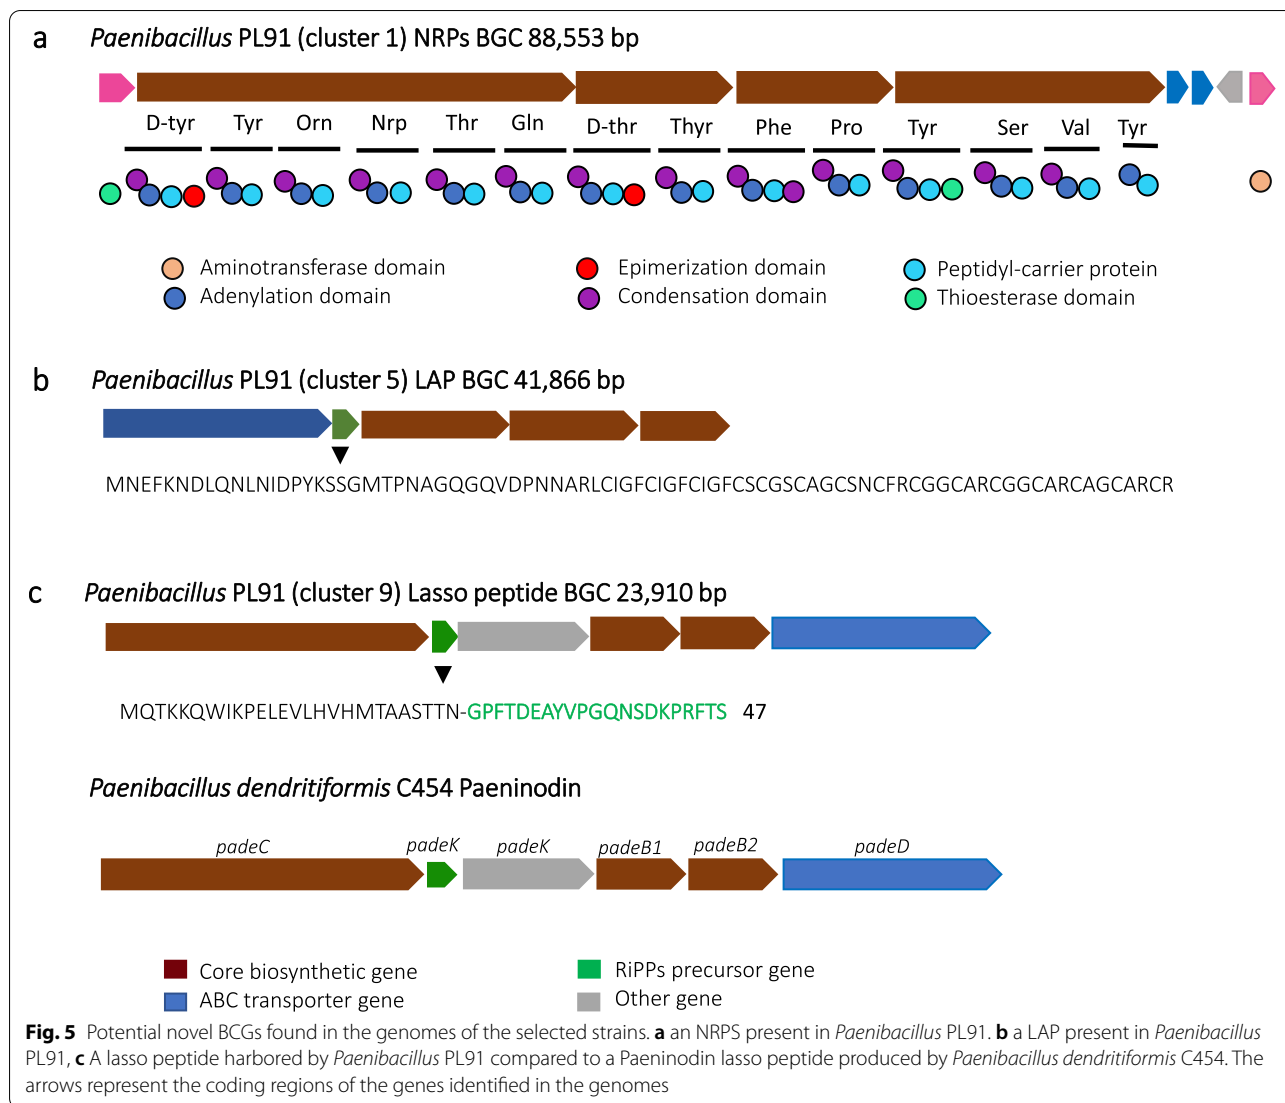 a Paenibacillus PL91 (cluster 1) NRPs BGC 88,553 bp
D-tyr Tyr Orn Nrp Thr Gln D-thr Thyr Phe Pro Tyr Ser Val Tyr
Aminotransferase domain Epimerization domain Peptidyl-carrier protein
Adenylation domain Condensation domain Thioesterase domain
b Paenibacillus PL91 (cluster 5) LAP BGC 41,866 bp
MNEFKNDLQNLNIDPYKSSGMTPNAGQGQVDPNNARLCIGFCIGFCIGFCSCGSCAGCSNCFRCGGCARCGGCARCAGCARCR
c Paenibacillus PL91 (cluster 9) Lasso peptide BGC 23,910 bp
MQTKKQWIKPELEVLHVHMTAASTTN-GPFTDEAYVPGQNSDKPRFTS 47
Paenibacillus dendritiformis C454 Paeninodin
padeC padeK padeK padeB1 padeB2 padeD
Core biosynthetic gene RiPPs precursor gene
ABC transporter gene Other gene
Fig. 5 Potential novel BCGs found in the genomes of the selected strains. a an NRPS present in Paenibacillus PL91. b a LAP present in Paenibacillus
PL91, c A lasso peptide harbored by Paenibacillus PL91 compared to a Paeninodin lasso peptide produced by Paenibacillus dendritiformis C454. The
arrows represent the coding regions of the genes identified in the genomes